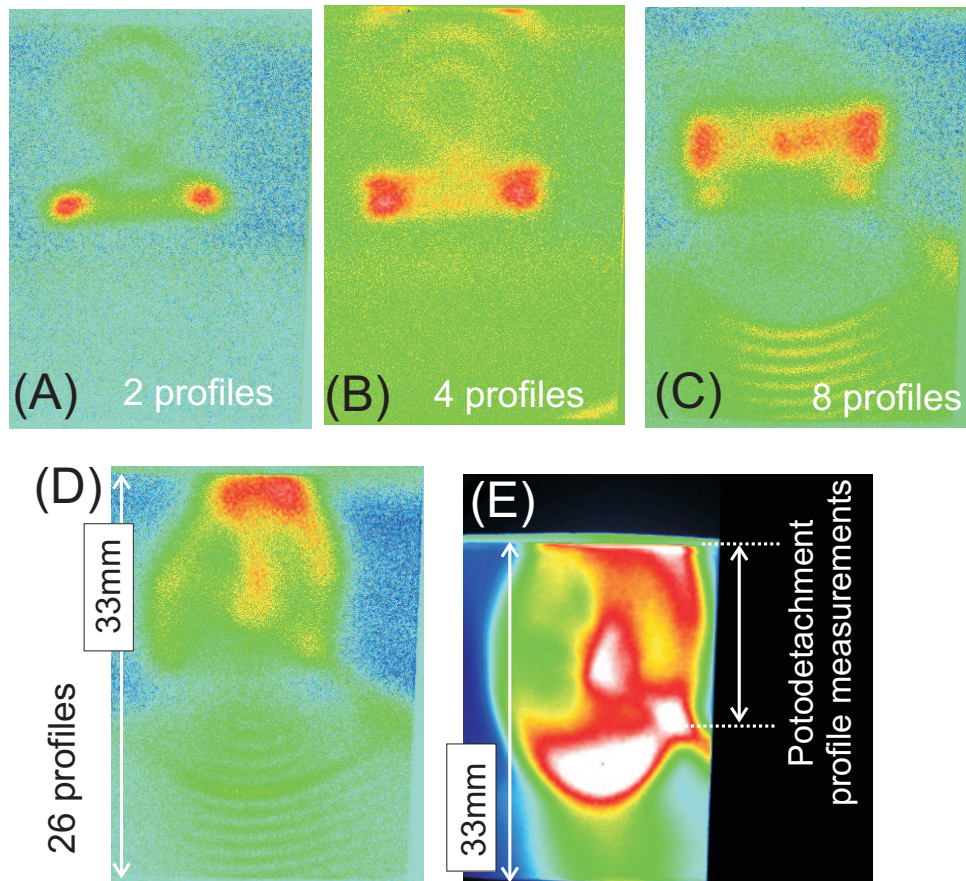 (A)
2 profiles
(B)
4 profiles
(C)
8 profiles
(D)
33mm
26 profiles
(E)
33mm
Potodetachment
profile measurements